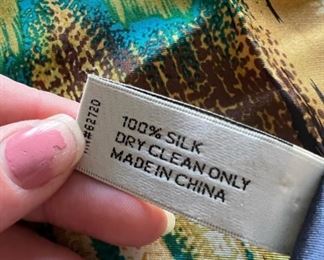 100% SILK
DRY CLEAN ONLY
MADE IN CHINA
RN#62720